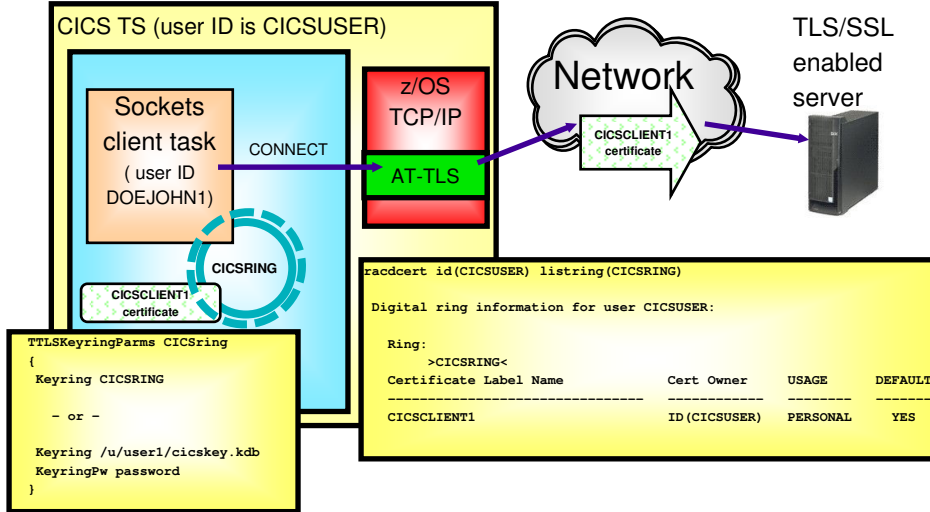 CICS TS (user ID is CICSUSER)
Sockets
client task
( user ID
DOEJOHN1)
CONNECT
z/OS
TCP/IP
AT-TLS
Network
CICSCLIENT1
certificate
TLS/SSL
enabled
server
CICSRING
CICSCLIENT1
certificate
TTLSKeyringParms CICSring
{
Keyring CICSRING
– or –
Keyring /u/user1/cicskey.kdb
KeyringPw password
}
racdcert id(CICSUSER) listring(CICSRING)
Digital ring information for user CICSUSER:
Ring:
>CICSRING<
Certificate Label Name Cert Owner USAGE DEFAULT
-------------------------------- ------------ -------- -------
CICSCLIENT1 ID(CICSUSER) PERSONAL YES